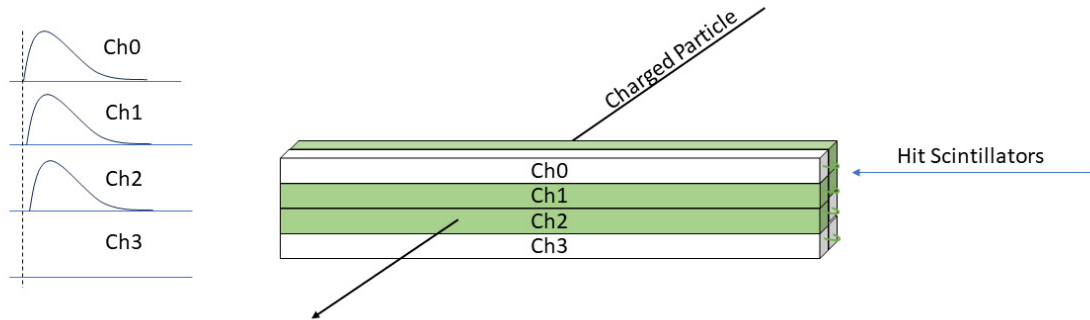 Ch0
Ch1
Ch2
Ch3
Charged Particle
Hit Scintillators
Ch0
Ch1
Ch2
Ch3